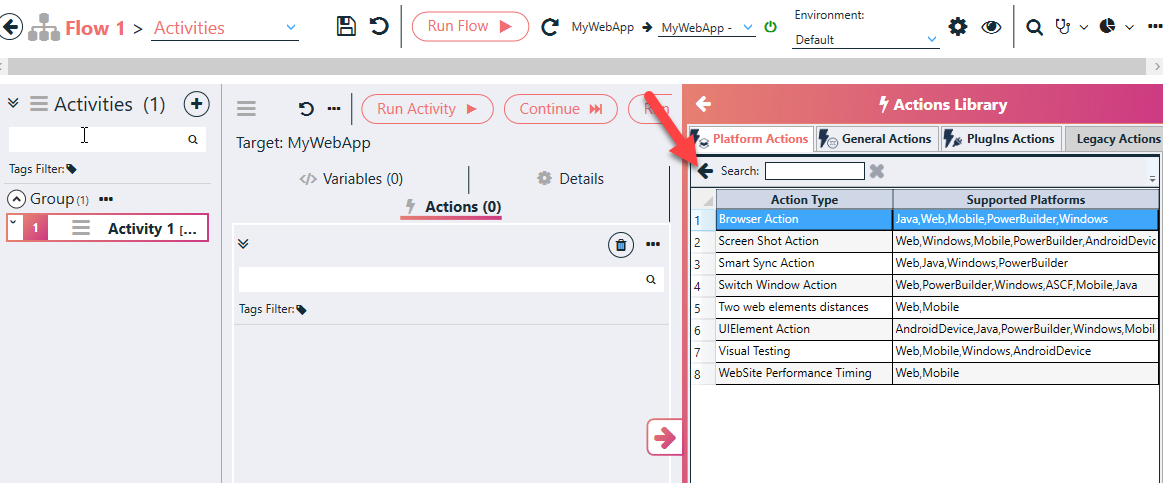 Flow 1 > Activities
Run Flow
MyWebApp
MyWebApp -
Environment:
Default
Activities (1)
Tags Filter:
Group (1)
1 Activity 1 [...
Run Activity
Continue
Target: MyWebApp
</> Variables (0)
Details
Actions (0)
Tags Filter:
Actions Library
Platform Actions
General Actions
PlugIns Actions
Legacy Actions
Search:
Action Type Supported Platforms
1 Browser Action Java,Web,Mobile,PowerBuilder,Windows
2 Screen Shot Action Web,Windows,Mobile,PowerBuilder,AndroidDevic
3 Smart Sync Action Web,Java,Windows,PowerBuilder
4 Switch Window Action Web,PowerBuilder,Windows,ASCF,Mobile,Java
5 Two web elements distances Web,Mobile
6 UIElement Action AndroidDevice,Java,PowerBuilder,Windows,Mobil
7 Visual Testing Web,Mobile,Windows,AndroidDevice
8 WebSite Performance Timing Web,Mobile